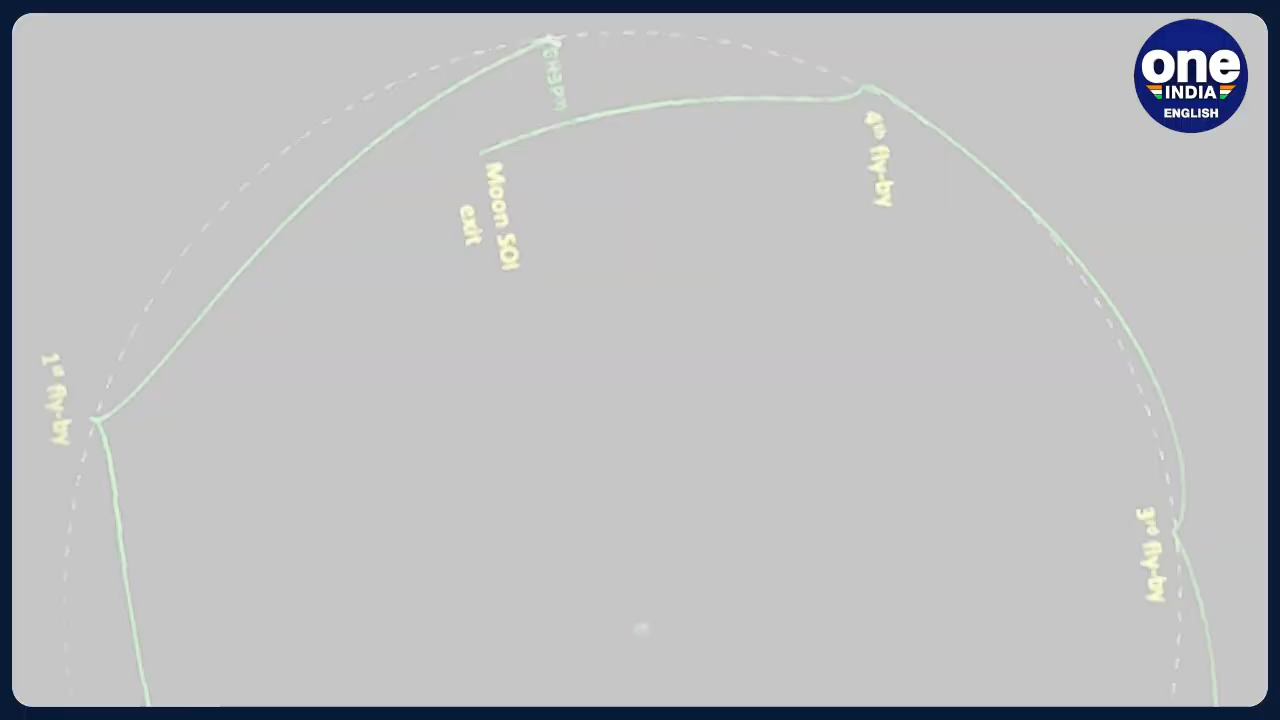 one
INDIA
ENGLISH
4th fly-by
Moon SOI
exit
1st fly-by
3rd fly-by